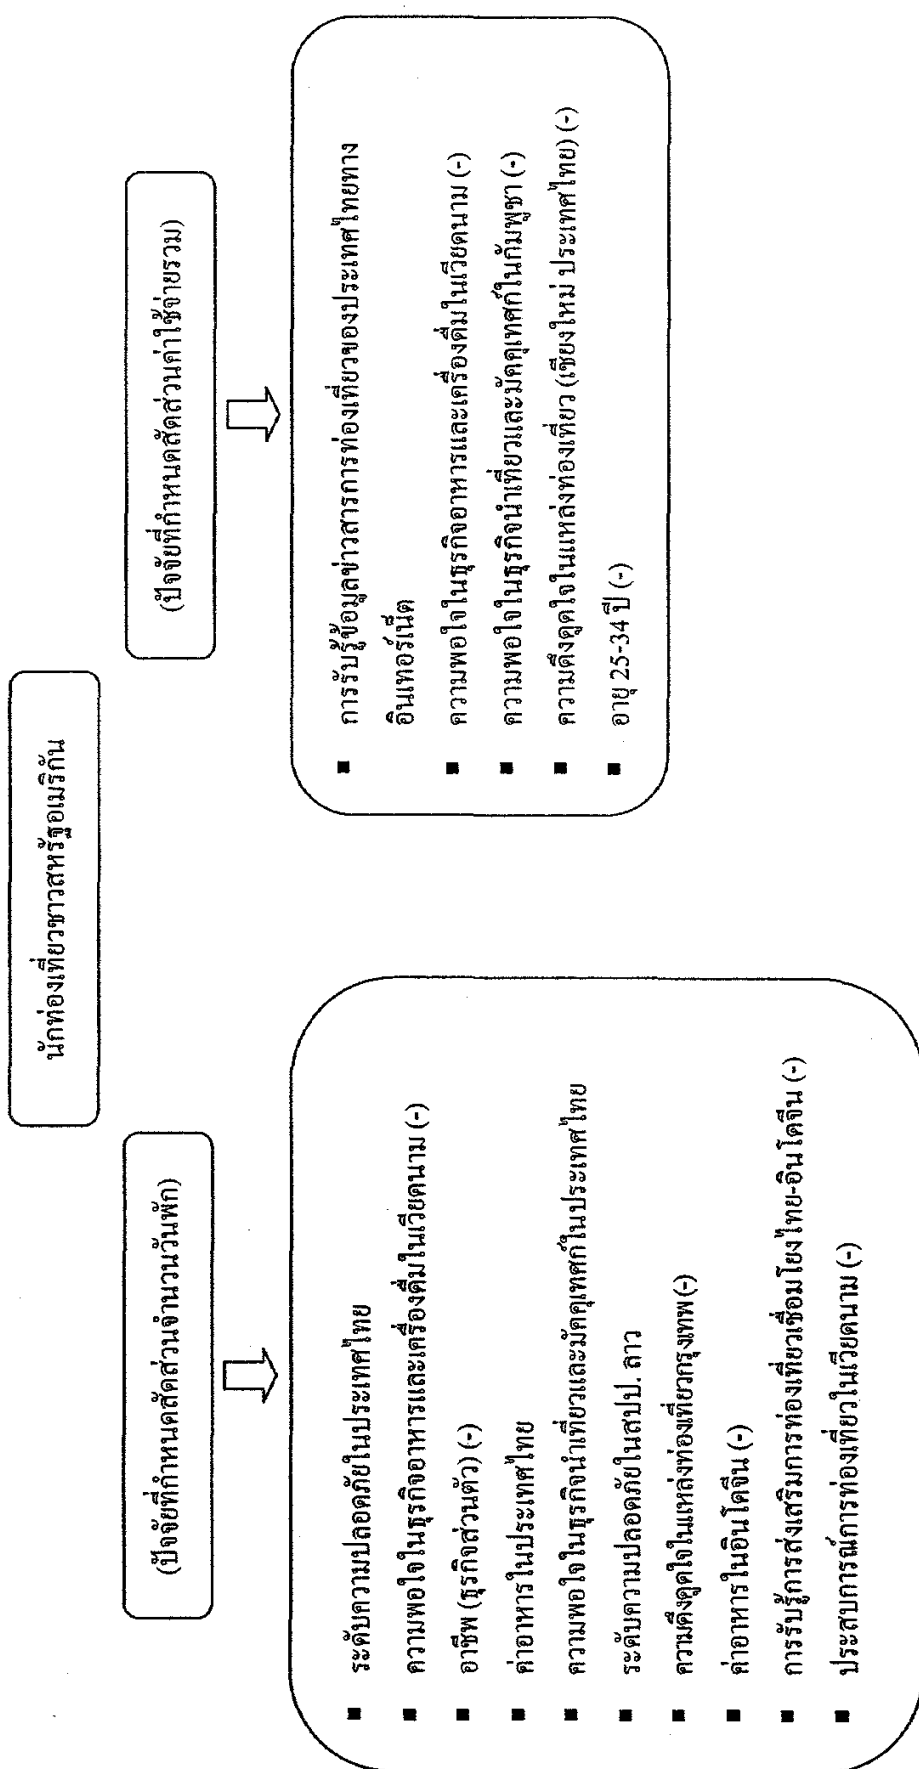 นักท่องเที่ยวชาวสหรัฐอเมริกัน
(ปัจจัยที่กำหนดสัดส่วนจำนวนวันพัก)
■ ระดับความปลอดภัยในประเทศไทย
■ ความพอใจในธุรกิจอาหารและเครื่องดื่มในเวียดนาม (-)
■ อาชีพ (ธุรกิจส่วนตัว) (-)
■ ค่าอาหารในประเทศไทย
■ ความพอใจในธุรกิจนำเที่ยวและมัคคุเทศก์ในประเทศไทย
■ ระดับความปลอดภัยในสปป. ลาว
■ ความดึงดูดใจในแหล่งท่องเที่ยวกรุงเทพ (-)
■ ค่าอาหารในอินโดจีน (-)
■ การรับรู้การส่งเสริมการท่องเที่ยวเชื่อมโยงไทย-อินโดจีน (-)
■ ประสบการณ์การท่องเที่ยวในเวียดนาม (-)
(ปัจจัยที่กำหนดสัดส่วนค่าใช้จ่ายรวม)
■ การรับรู้ข้อมูลข่าวสารการท่องเที่ยวของประเทศไทยทาง
อินเทอร์เน็ต
■ ความพอใจในธุรกิจอาหารและเครื่องดื่มในเวียดนาม (-)
■ ความพอใจในธุรกิจนำเที่ยวและมัคคุเทศก์ในกัมพูชา (-)
■ ความดึงดูดใจในแหล่งท่องเที่ยว (เชียงใหม่ ประเทศไทย) (-)
■ อายุ 25-34 ปี (-)